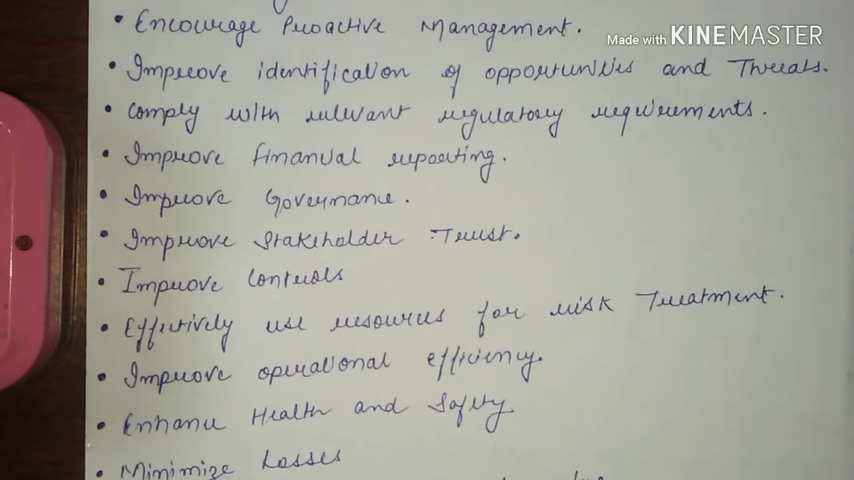 Made with KINEMASTER
• Encourage Proactive Management.
• Improve identification of opportunities and Threats.
• Comply with relevant regulatory requirements.
• Improve financial reporting.
• Improve Governance.
• Improve Stakeholder Trust.
• Improve Controls
• Effectively use resources for risk Treatment.
• Improve operational efficiency.
• Enhance Health and Safety
• Minimize Losses